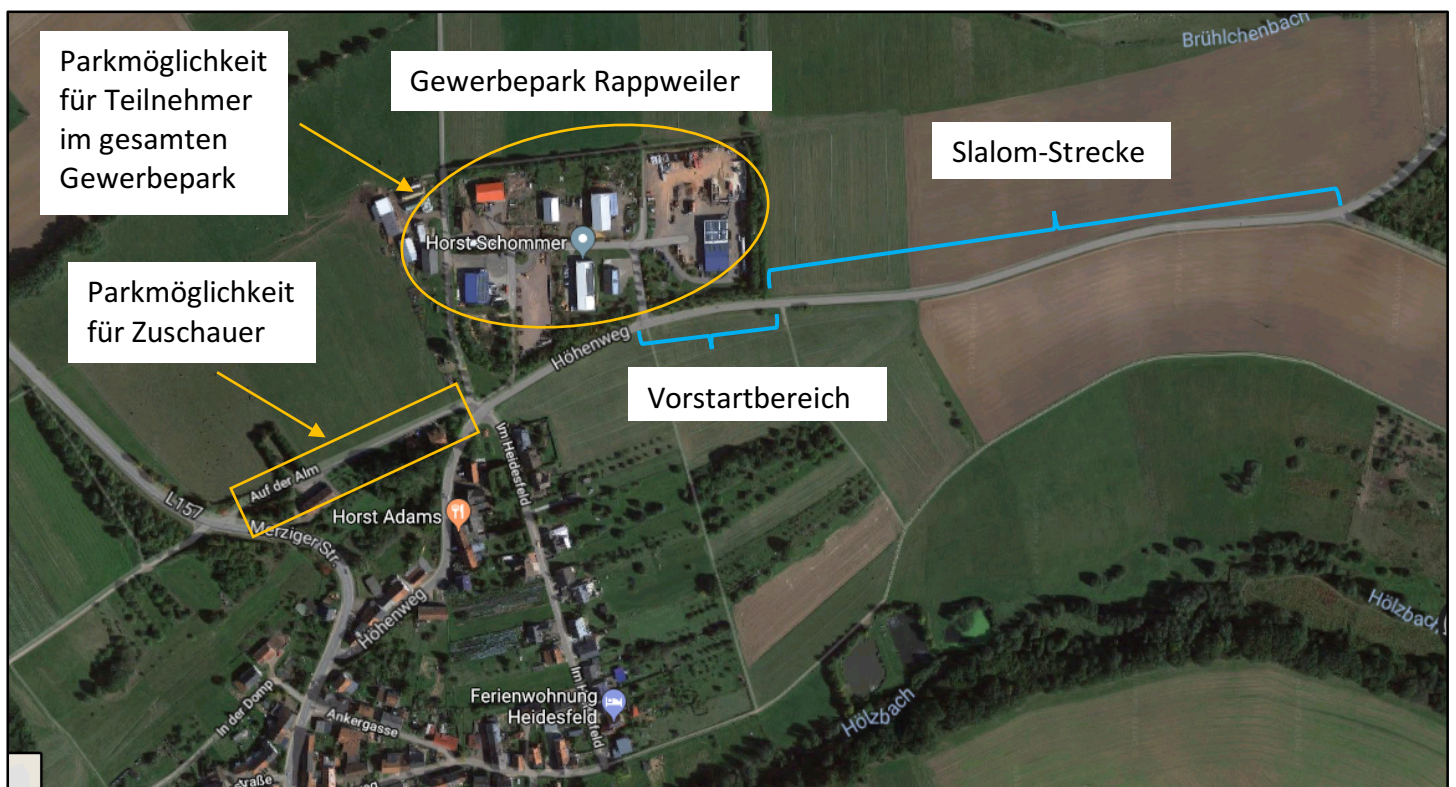 Brühlchenbach
Parkmöglichkeit
für Teilnehmer
im gesamten
Gewerbepark
Gewerbepark Rappweiler
Slalom-Strecke
Horst Schommer
Parkmöglichkeit
für Zuschauer
Höhenweg
Vorstartbereich
Auf der Alm
Im Heidesfeld
L157
Merziger Str.
Horst Adams
Höhenweg
Hölzbach
Ferienwohnung
Heidesfeld
Im Heidesfeld
In der Domp
Ankergasse
Hölzbach
straße